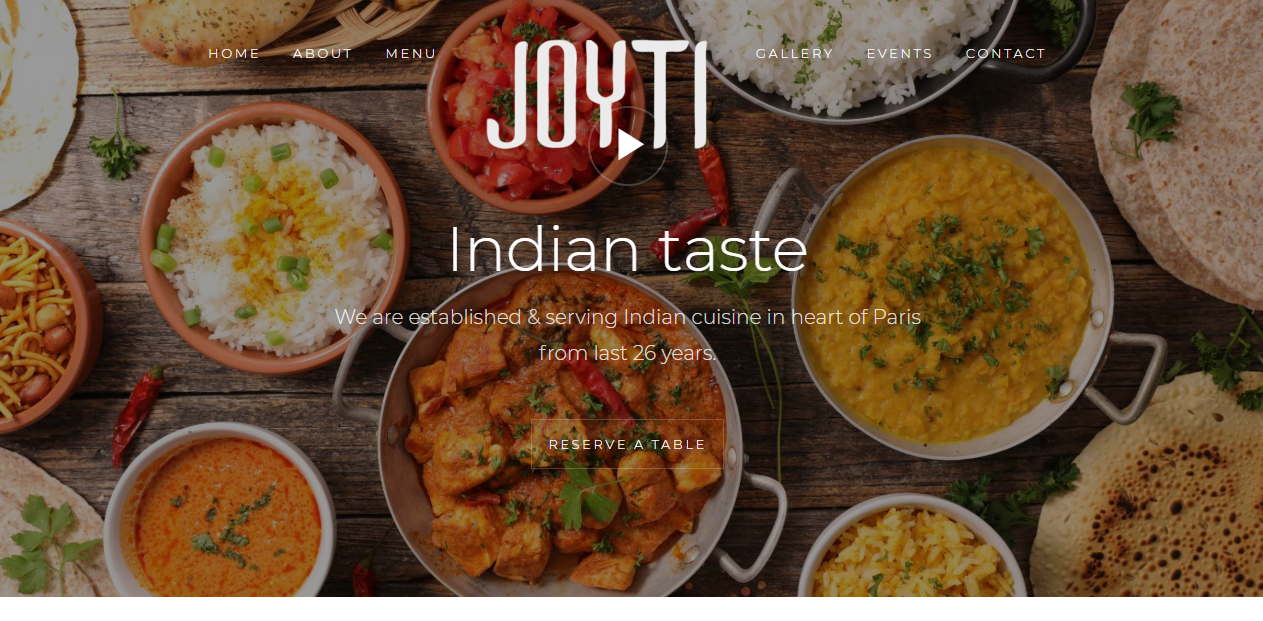 HOME
ABOUT
MENU
JOYTI
GALLERY
EVENTS
CONTACT
Indian taste
We are established & serving Indian cuisine in heart of Paris
from last 26 years.
RESERVE A TABLE